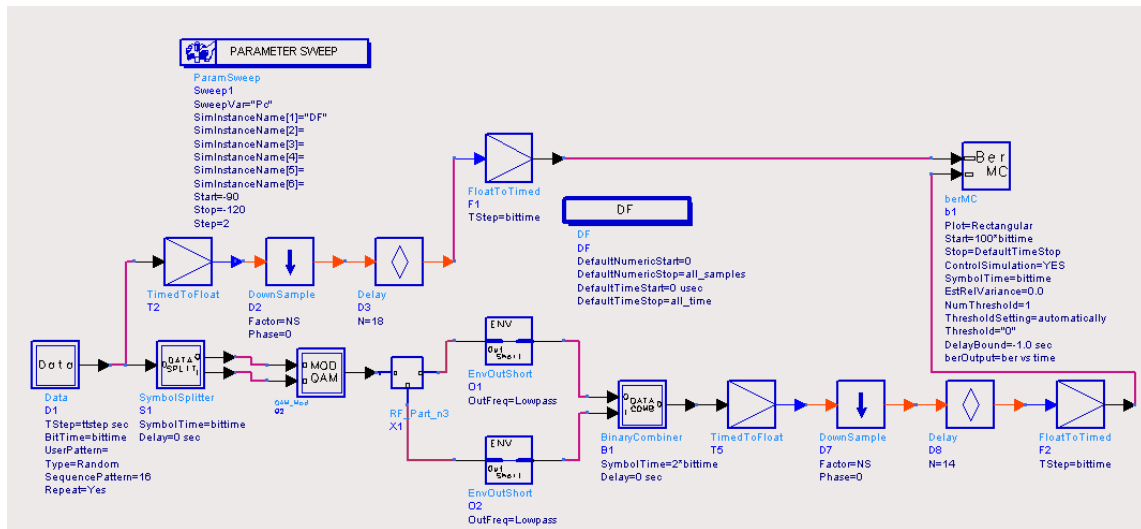 PARAMETER SWEEP
ParamSweep
Sweep1
SweepVar="Pc"
SimInstanceName[1]="DF"
SimInstanceName[2]=
SimInstanceName[3]=
SimInstanceName[4]=
SimInstanceName[5]=
SimInstanceName[6]=
Start=-90
Stop=-120
Step=2
FloatToTimed
F1
TStep=bittime
Ber
MC
berMC
b1
Plot=Rectangular
Start=100*bittime
Stop=DefaultTimeStop
ControlSimulation=YES
SymbolTime=bittime
EstRelVariance=0.0
NumThreshold=1
ThresholdSetting=automatically
Threshold="0"
DelayBound=-1.0 sec
berOutput=ber vs time
DF
DF
DF
DefaultNumericStart=0
DefaultNumericStop=all_samples
DefaultTimeStart=0 usec
DefaultTimeStop=all_time
TimedToFloat
T2
DownSample
D2
Factor=NS
Phase=0
Delay
D3
N=18
Data
Data
D1
TStep=ttstep sec
BitTime=bittime
UserPattern=
Type=Random
SequencePattern=16
Repeat=Yes
DATA Q
SPLIT I
SymbolSplitter
S1
SymbolTime=bittime
Delay=0 sec
MOD
QAM
QAM_Mod
RF_Part_n3
X1
ENV
Out Short
EnvOutShort
O1
OutFreq=Lowpass
ENV
Out Short
EnvOutShort
O2
OutFreq=Lowpass
Q DATA
I COMB
BinaryCombiner
B1
SymbolTime=2*bittime
Delay=0 sec
TimedToFloat
T5
DownSample
D7
Factor=NS
Phase=0
Delay
D8
N=14
FloatToTimed
F2
TStep=bittime